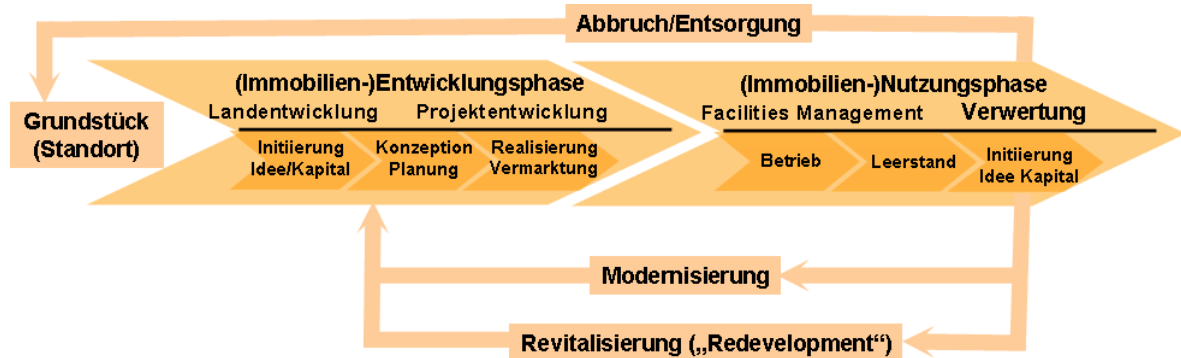 Abbruch/Entsorgung
Grundstück
(Standort)
(Immobilien-)Entwicklungsphase
Landentwicklung Projektentwicklung
Initiierung
Idee/Kapital
Konzeption
Planung
Realisierung
Vermarktung
(Immobilien-)Nutzungsphase
Facilities Management Verwertung
Betrieb
Leerstand
Initiierung
Idee Kapital
Modernisierung
Revitalisierung („Redevelopment“)